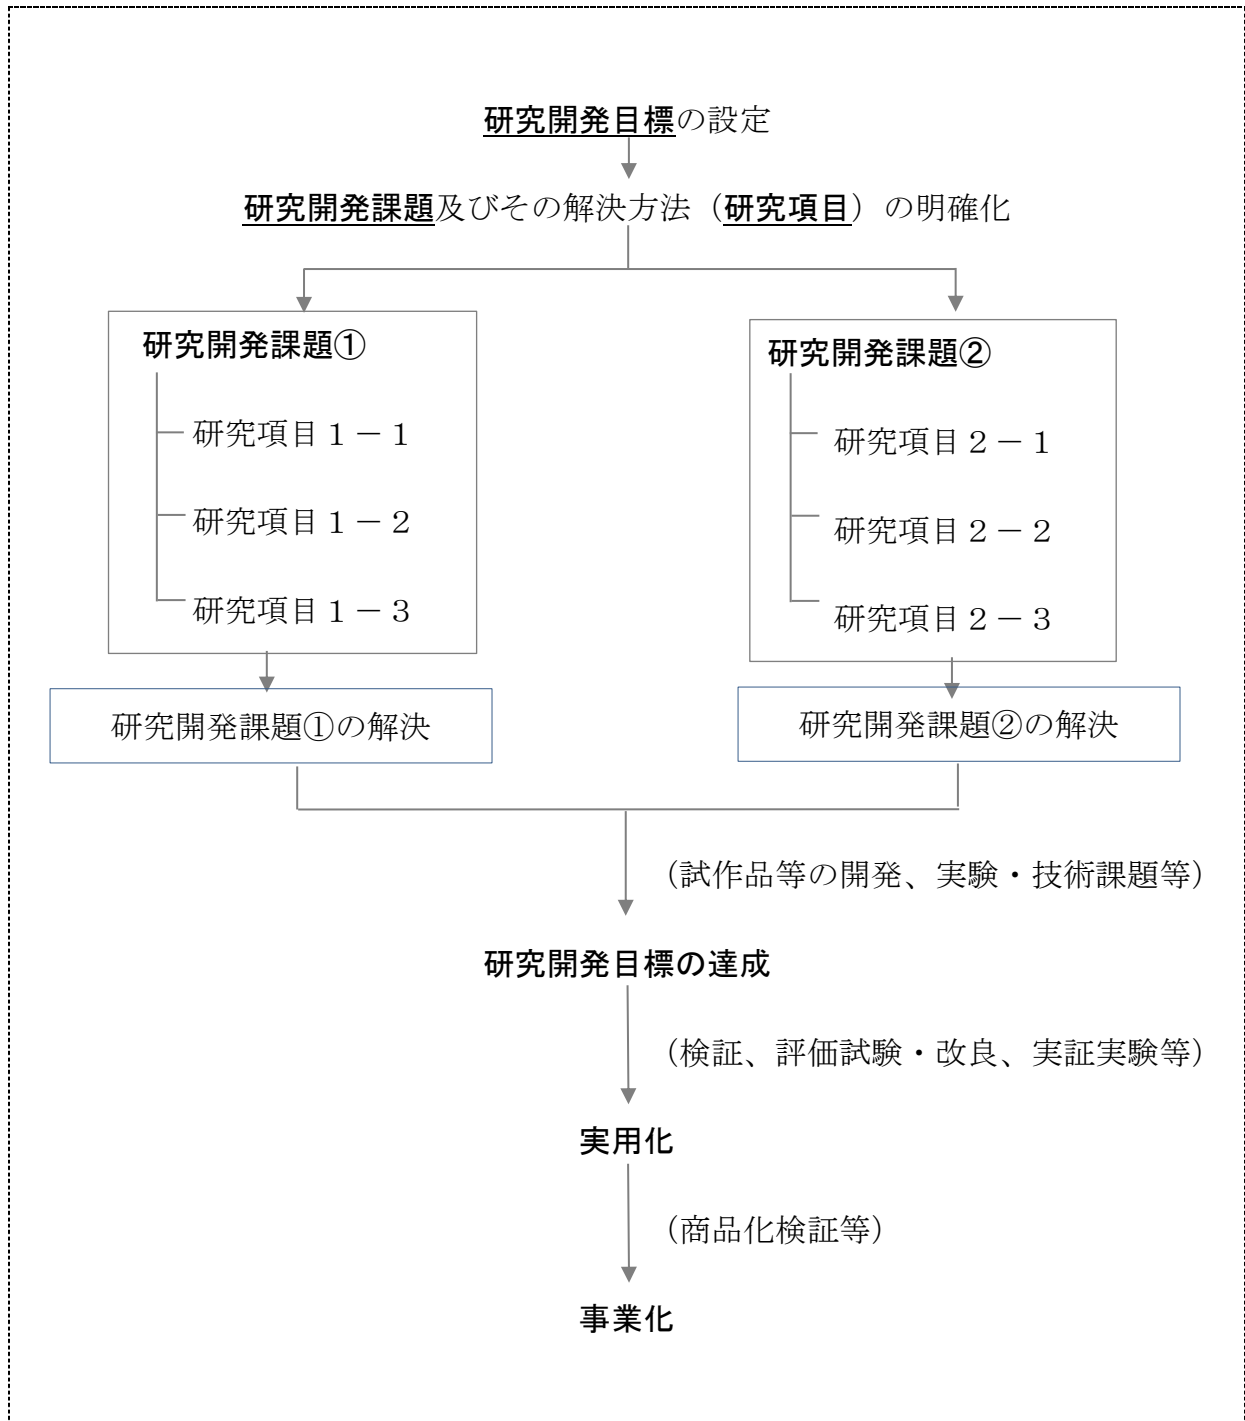 研究開発目標の設定
研究開発課題及びその解決方法（研究項目）の明確化
研究開発課題①
研究項目１－１
研究項目１－２
研究項目１－３
研究開発課題②
研究項目２－１
研究項目２－２
研究項目２－３
研究開発課題①の解決
研究開発課題②の解決
（試作品等の開発、実験・技術課題等）
研究開発目標の達成
（検証、評価試験・改良、実証実験等）
実用化
（商品化検証等）
事業化